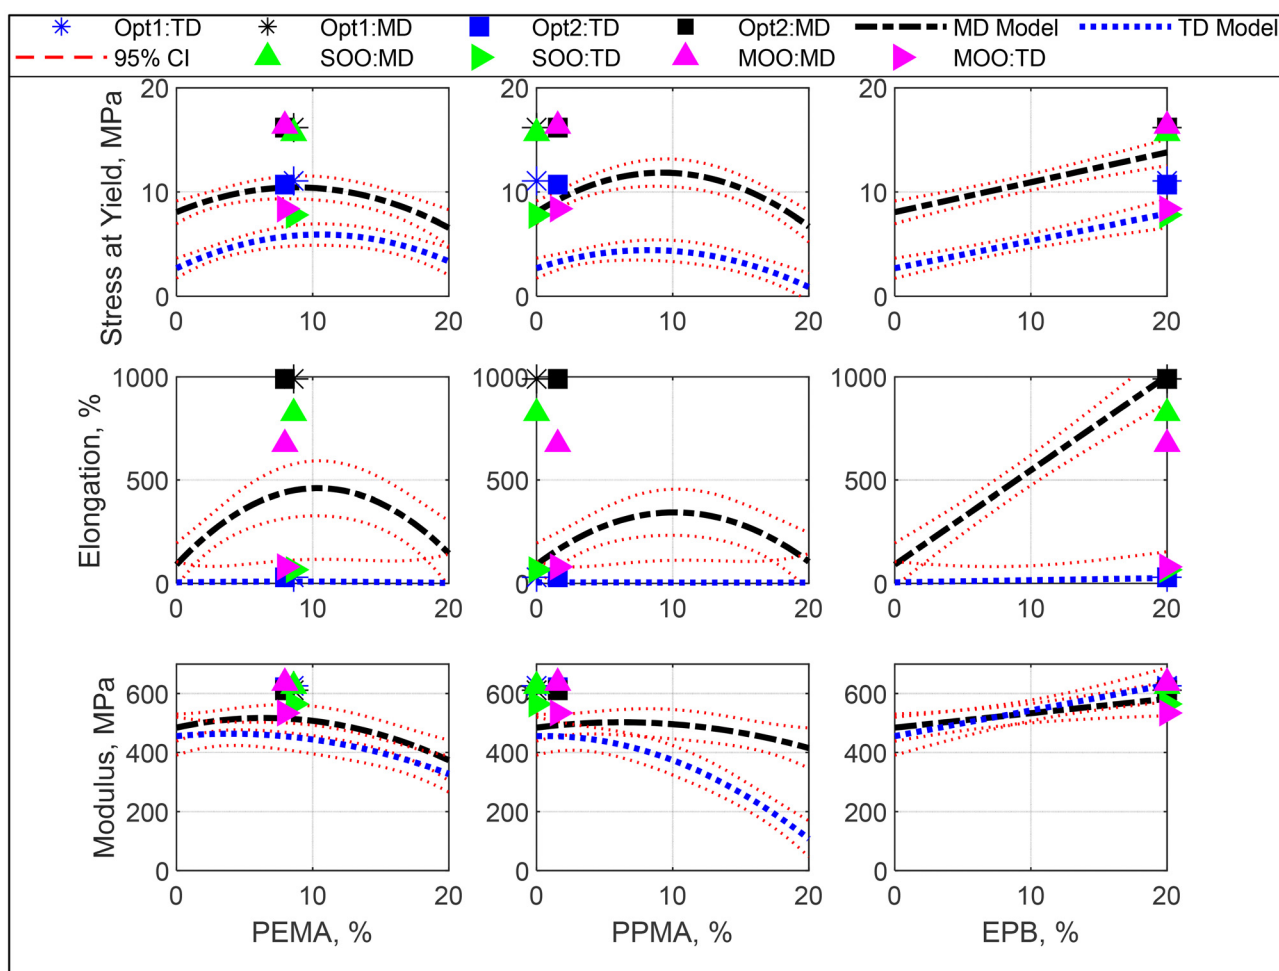 Opt1:TD Opt1:MD Opt2:TD Opt2:MD MD Model TD Model
95% CI SOO:MD SOO:TD MOO:MD MOO:TD
Stress at Yield, MPa
20
10
0
0 10 20
20
10
0
0 10 20
20
10
0
0 10 20
Elongation, %
1000
500
0
0 10 20
1000
500
0
0 10 20
1000
500
0
0 10 20
Modulus, MPa
600
400
200
0
0 10 20
PEMA, %
600
400
200
0
0 10 20
PPMA, %
600
400
200
0
0 10 20
EPB, %